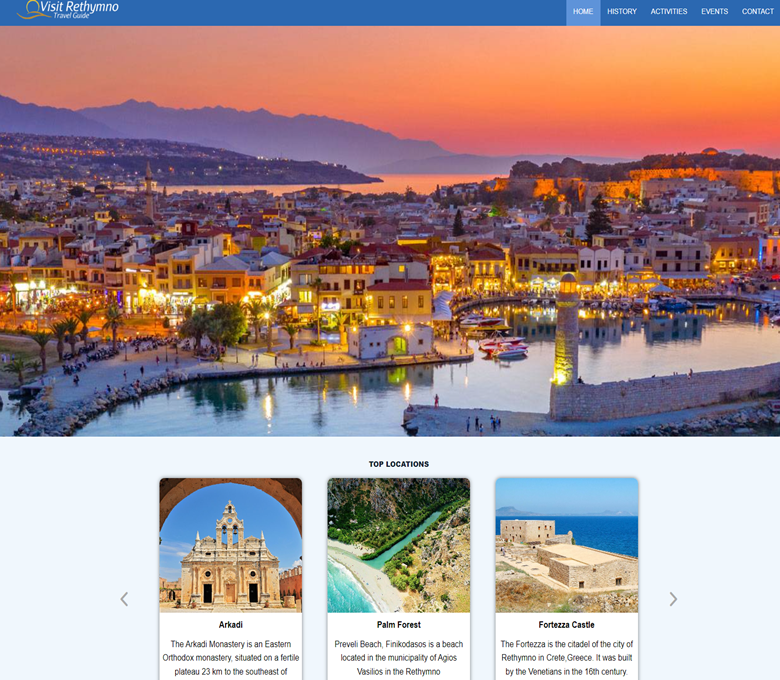 Visit Rethymno
Travel Guide
HOME HISTORY ACTIVITIES EVENTS CONTACT
TOP LOCATIONS
Arkadi
The Arkadi Monastery is an Eastern
Orthodox monastery, situated on a fertile
plateau 23 km to the southeast of
Palm Forest
Preveli Beach, Finikodasos is a beach
located in the municipality of Agios
Vasilios in the Rethymno
Fortezza Castle
The Fortezza is the citadel of the city of
Rethymno in Crete,Greece. It was built
by the Venetians in the 16th century.